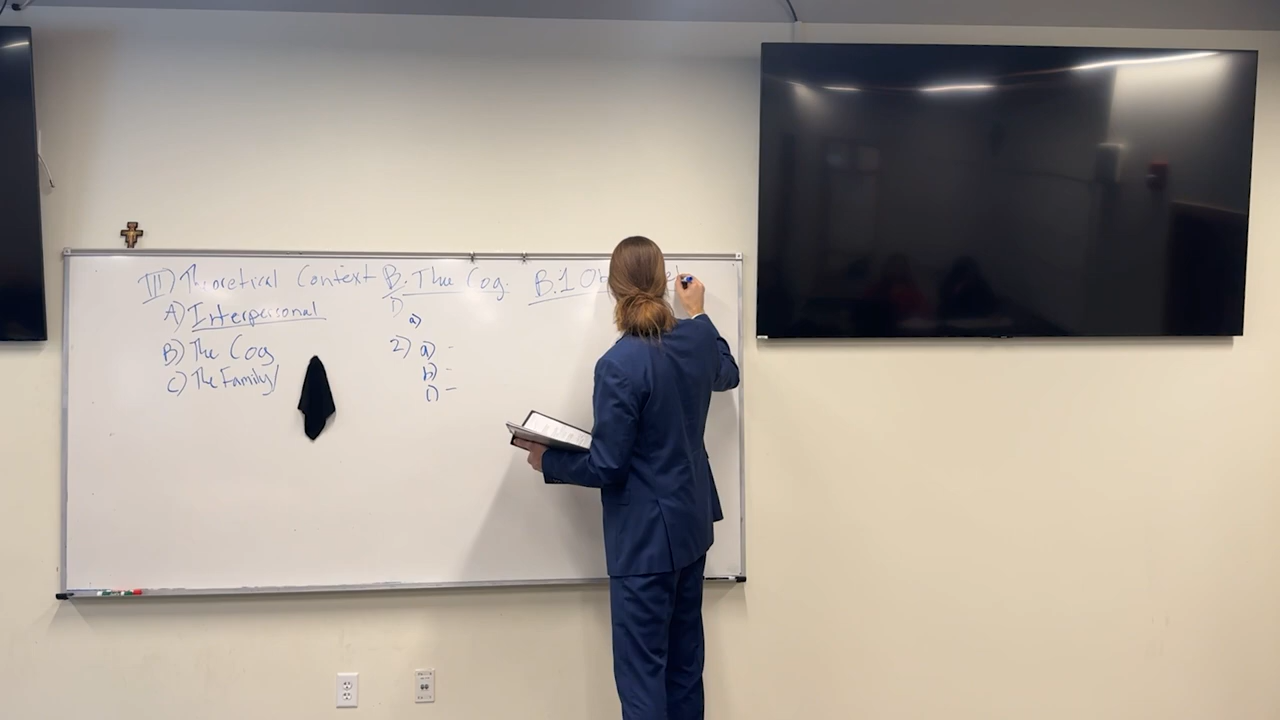 III) Theoretical Context
A) Interpersonal
B) The Cog
C) The Family
B. The Cog.
1)
a)
2) a) -
b) -
c) -
B.1